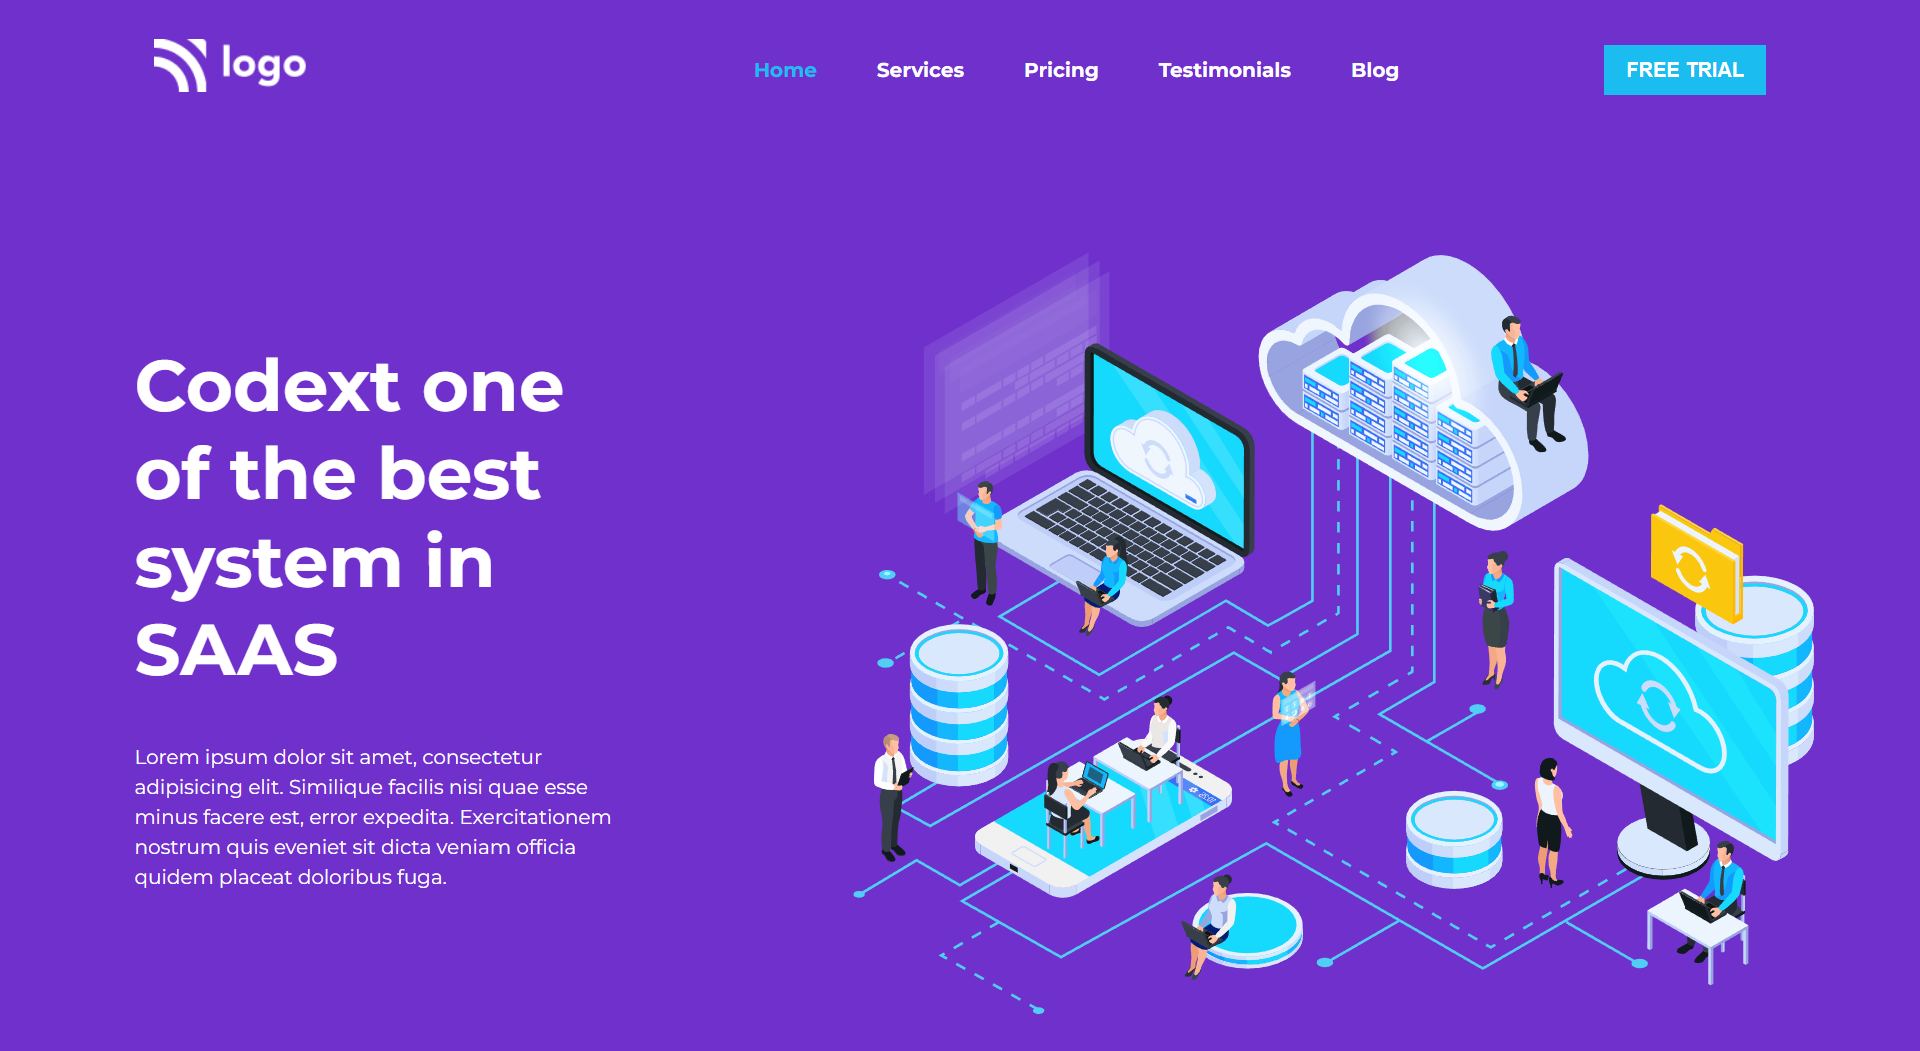 logo
Home Services Pricing Testimonials Blog
FREE TRIAL
Codext one
of the best
system in
SAAS
Lorem ipsum dolor sit amet, consectetur
adipisicing elit. Similique facilis nisi quae esse
minus facere est, error expedita. Exercitationem
nostrum quis eveniet sit dicta veniam officia
quidem placeat doloribus fuga.